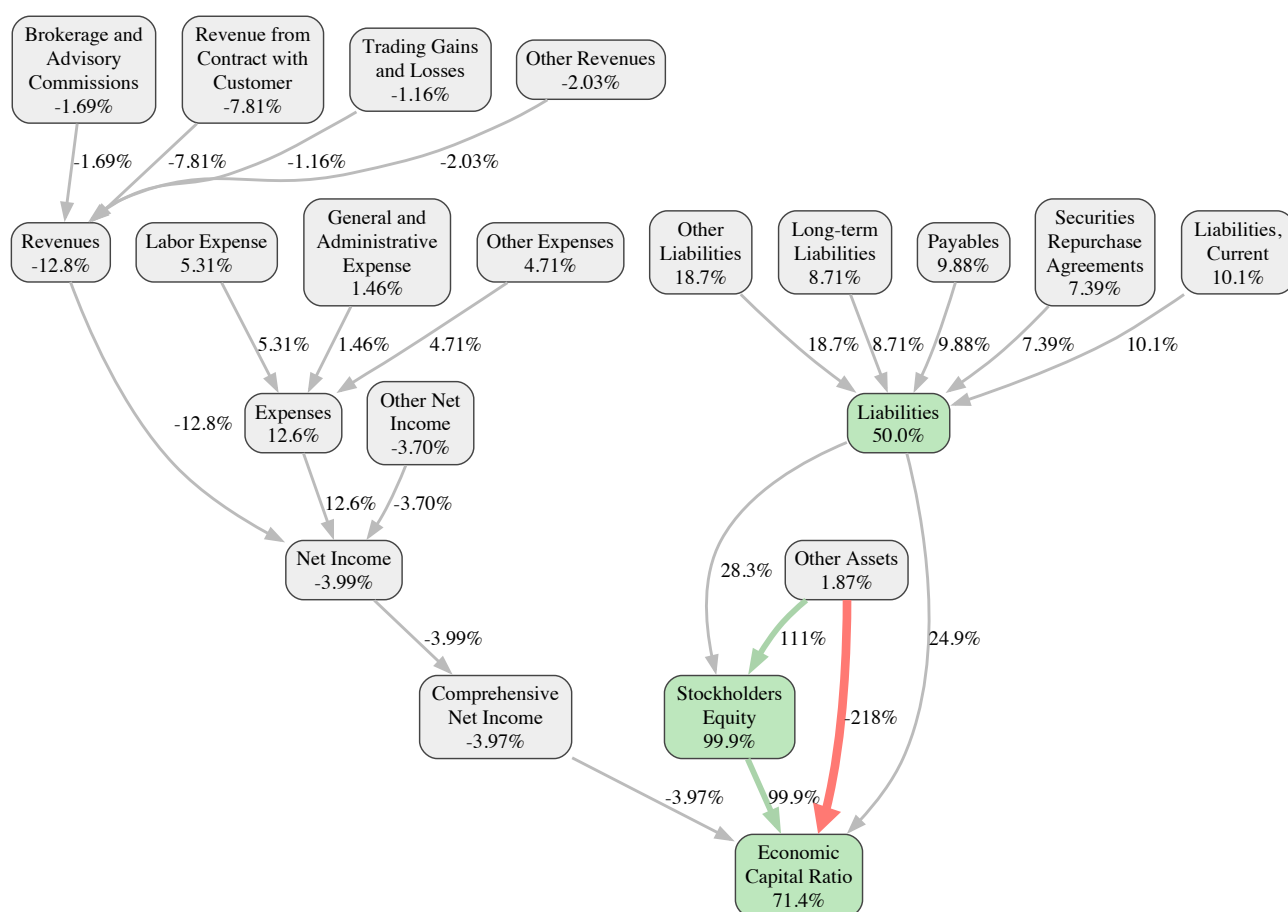 Brokerage and
Advisory
Commissions
-1.69%
Revenue from
Contract with
Customer
-7.81%
Trading Gains
and Losses
-1.16%
Other Revenues
-2.03%
-1.69%
-7.81%
-1.16%
-2.03%
Revenues
-12.8%
Labor Expense
5.31%
General and
Administrative
Expense
1.46%
Other Expenses
4.71%
Other
Liabilities
18.7%
Long-term
Liabilities
8.71%
Payables
9.88%
Securities
Repurchase
Agreements
7.39%
Liabilities,
Current
10.1%
5.31%
1.46%
4.71%
18.7%
8.71%
9.88%
7.39%
10.1%
-12.8%
Expenses
12.6%
Other Net
Income
-3.70%
Liabilities
50.0%
12.6%
-3.70%
Net Income
-3.99%
Other Assets
1.87%
28.3%
-3.99%
111%
24.9%
Comprehensive
Net Income
-3.97%
Stockholders
Equity
99.9%
-218%
-3.97%
99.9%
Economic
Capital Ratio
71.4%